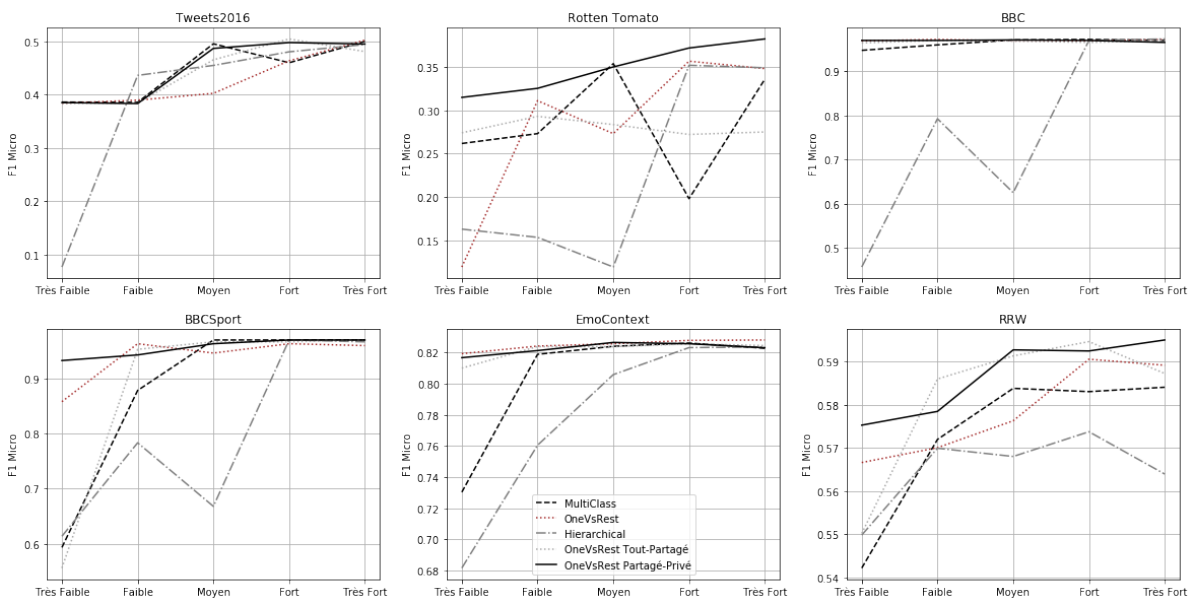 Tweets2016
F1 Micro
0.5
0.4
0.3
0.2
0.1
Très Faible Faible Moyen Fort Très Fort
Rotten Tomato
F1 Micro
0.35
0.30
0.25
0.20
0.15
Très Faible Faible Moyen Fort Très Fort
BBC
F1 Micro
0.9
0.8
0.7
0.6
0.5
Très Faible Faible Moyen Fort Très Fort
BBCSport
F1 Micro
0.9
0.8
0.7
0.6
Très Faible Faible Moyen Fort Très Fort
EmoContext
F1 Micro
0.82
0.80
0.78
0.76
0.74
0.72
0.70
0.68
MultiClass
OneVsRest
Hierarchical
OneVsRest Tout-Partagé
OneVsRest Partagé-Privé
Très Faible Faible Moyen Fort Très Fort
RRW
F1 Micro
0.59
0.58
0.57
0.56
0.55
0.54
Très Faible Faible Moyen Fort Très Fort